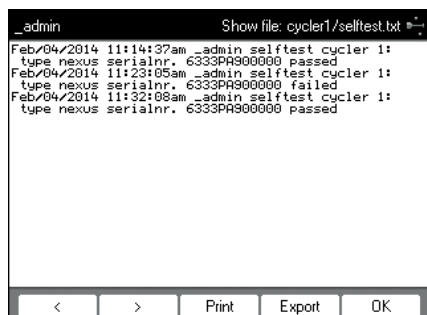 _admin Show file: cycler1/selftest.txt
Feb/04/2014 11:14:37am _admin selftest cycler 1:
type nexus serialnr. 6333PA900000 passed
Feb/04/2014 11:23:05am _admin selftest cycler 1:
type nexus serialnr. 6333PA900000 failed
Feb/04/2014 11:32:08am _admin selftest cycler 1:
type nexus serialnr. 6333PA900000 passed
< > Print Export OK